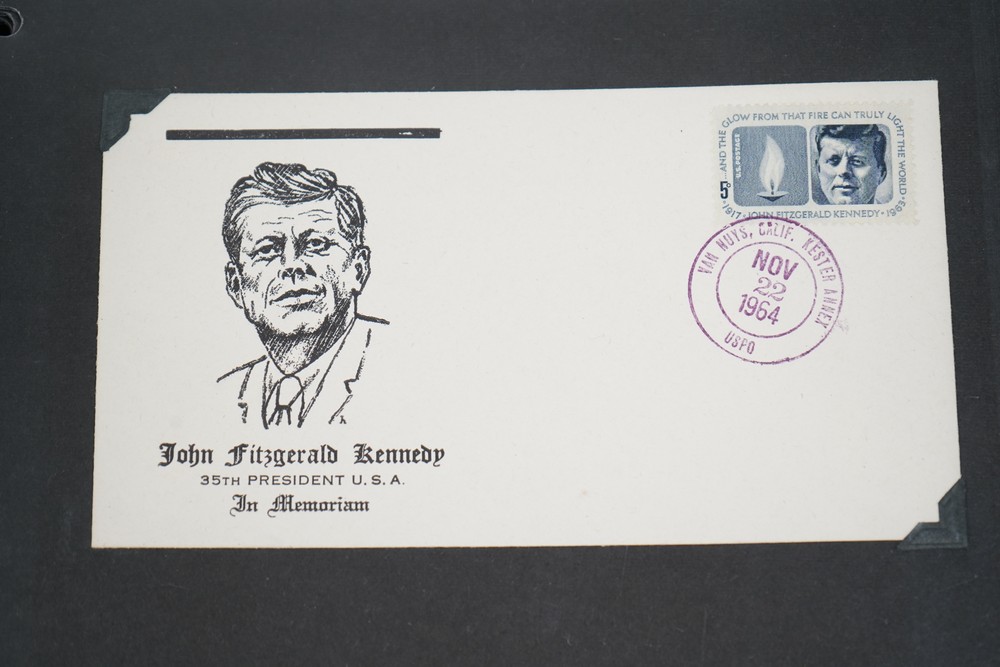 ...AND THE GLOW FROM THAT FIRE CAN TRULY LIGHT THE WORLD
U.S. POSTAGE
5¢
1917 • JOHN FITZGERALD KENNEDY • 1963
VAN NUYS, CALIF. KESTER ANNEX
NOV
22
1964
USPO
John Fitzgerald Kennedy
35TH PRESIDENT U. S. A.
In Memoriam